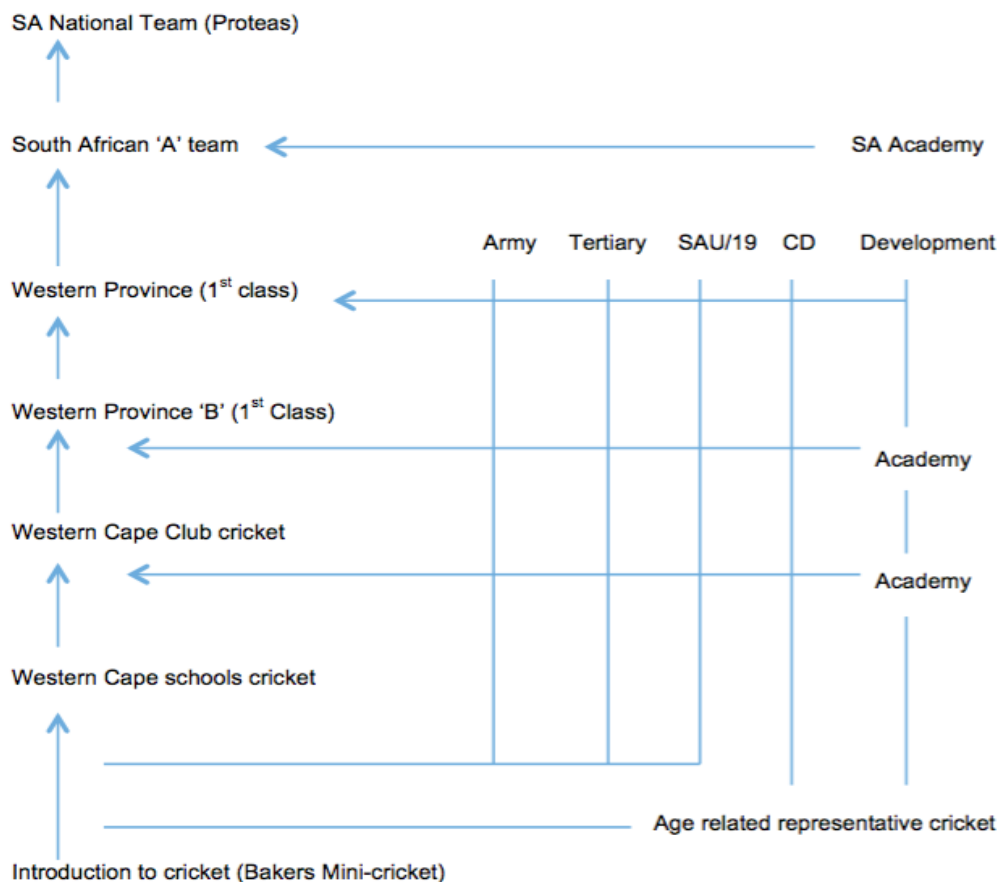 SA National Team (Proteas)
South African ‘A’ team
SA Academy
Army Tertiary SAU/19 CD Development
Western Province (1st class)
Western Province ‘B’ (1st Class)
Academy
Western Cape Club cricket
Academy
Western Cape schools cricket
Age related representative cricket
Introduction to cricket (Bakers Mini-cricket)